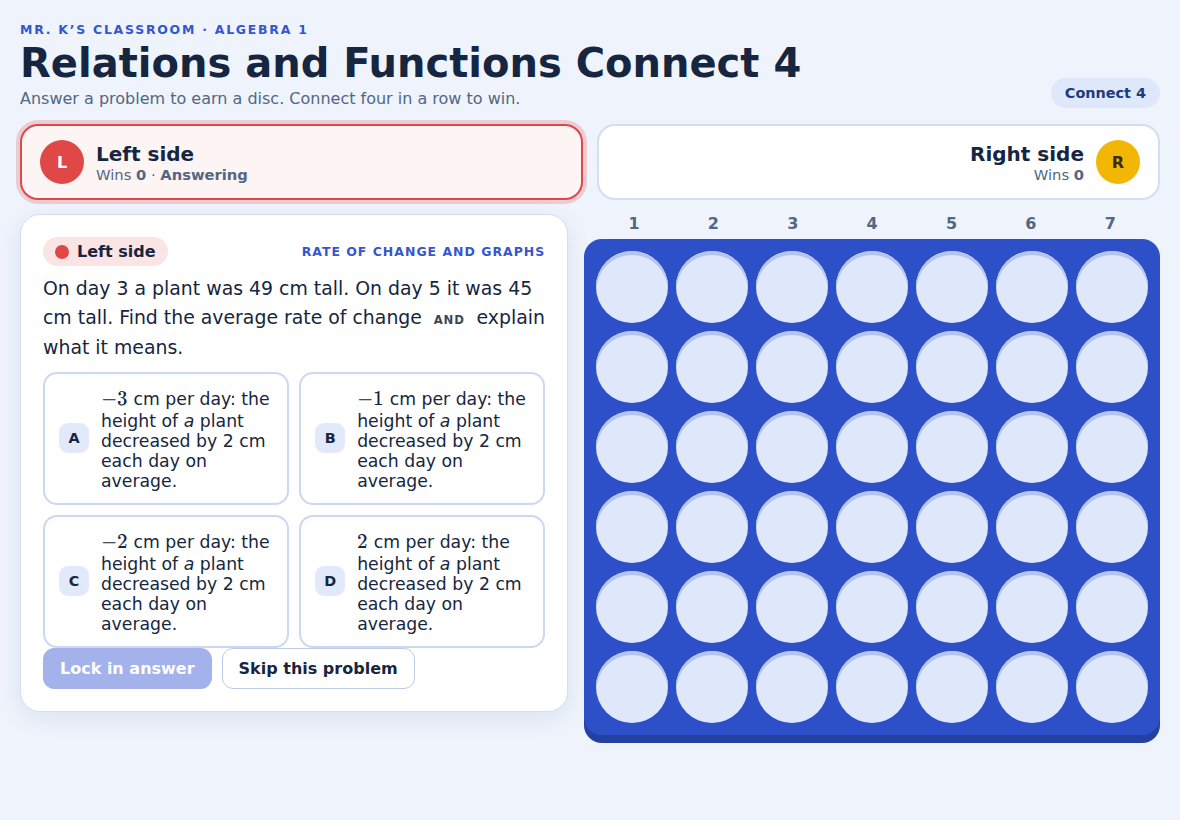 MR. K'S CLASSROOM · ALGEBRA 1
Relations and Functions Connect 4
Answer a problem to earn a disc. Connect four in a row to win.
Connect 4
L
Left side
Wins 0 · Answering
Right side
Wins 0
R
Left side
RATE OF CHANGE AND GRAPHS
On day 3 a plant was 49 cm tall. On day 5 it was 45
cm tall. Find the average rate of change AND explain
what it means.
A
−3 cm per day: the
height of a plant
decreased by 2 cm
each day on
average.
B
−1 cm per day: the
height of a plant
decreased by 2 cm
each day on
average.
C
−2 cm per day: the
height of a plant
decreased by 2 cm
each day on
average.
D
2 cm per day: the
height of a plant
decreased by 2 cm
each day on
average.
Lock in answer
Skip this problem
1 2 3 4 5 6 7